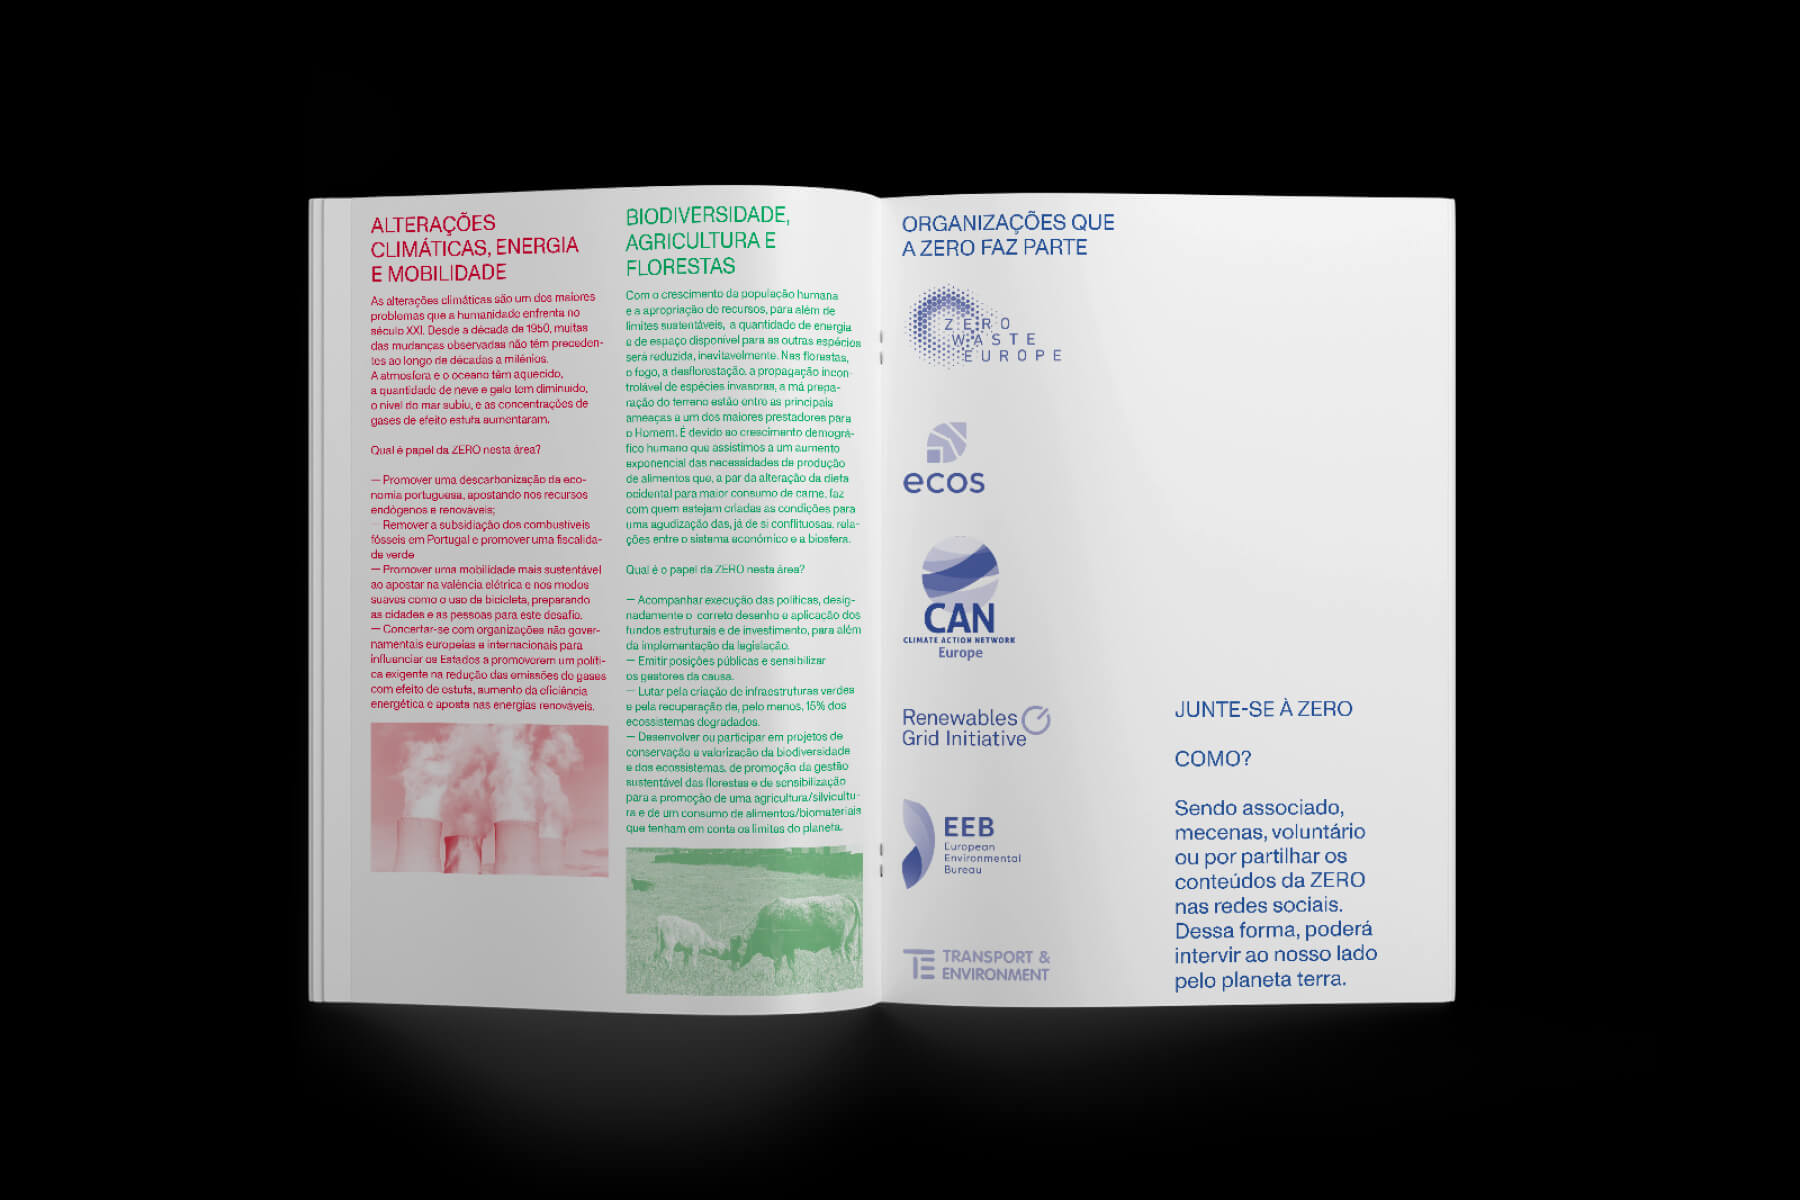 ALTERAÇÕES
CLIMÁTICAS, ENERGIA
E MOBILIDADE
As alterações climáticas são um dos maiores
problemas que a humanidade enfrenta no
século XXI. Desde a década de 1950, muitas
das mudanças observadas não têm preceden-
tes ao longo de décadas a milénios.
A atmosfera e o oceano têm aquecido,
a quantidade de neve e gelo tem diminuído,
o nível do mar subiu, e as concentrações de
gases de efeito estufa aumentaram.
Qual é papel da ZERO nesta área?
— Promover uma descarbonização da eco-
nomia portuguesa, apostando nos recursos
endógenos e renováveis;
— Remover a subsidiação dos combustíveis
fósseis em Portugal e promover uma fiscalida-
de verde
— Promover uma mobilidade mais sustentável
ao apostar na valência elétrica e nos modos
suaves como o uso de bicicleta, preparando
as cidades e as pessoas para este desafio.
— Concertar-se com organizações não gover-
namentais europeias e internacionais para
influenciar os Estados a promoverem um políti-
ca exigente na redução das emissões de gases
com efeito de estufa, aumento da eficiência
energética e aposta nas energias renováveis.
BIODIVERSIDADE,
AGRICULTURA E
FLORESTAS
Com o crescimento da população humana
e a apropriação de recursos, para além de
limites sustentáveis, a quantidade de energia
e de espaço disponível para as outras espécies
será reduzida, inevitavelmente. Nas florestas,
o fogo, a desflorestação, a propagação incon-
trolável de espécies invasoras, a má prepa-
ração do terreno estão entre as principais
ameaças a um dos maiores prestadores para
o Homem. É devido ao crescimento demográ-
fico humano que assistimos a um aumento
exponencial das necessidades de produção
de alimentos que, a par da alteração da dieta
ocidental para maior consumo de carne, faz
com quem estejam criadas as condições para
uma agudização das, já de si conflituosas, rela-
ções entre o sistema económico e a biosfera.
Qual é o papel da ZERO nesta área?
— Acompanhar execução das políticas, desig-
nadamente o correto desenho e aplicação dos
fundos estruturais e de investimento, para além
da implementação da legislação.
— Emitir posições públicas e sensibilizar
os gestores da causa.
— Lutar pela criação de infraestruturas verdes
e pela recuperação de, pelo menos, 15% dos
ecossistemas degradados.
— Desenvolver ou participar em projetos de
conservação e valorização da biodiversidade
e dos ecossistemas, de promoção da gestão
sustentável das florestas e de sensibilização
para a promoção de uma agricultura/silvicultu-
ra e de um consumo de alimentos/biomateriais
que tenham em conta os limites do planeta.
ORGANIZAÇÕES QUE
A ZERO FAZ PARTE
ZERO
WASTE
EUROPE
ecos
CAN
CLIMATE ACTION NETWORK
Europe
Renewables
Grid Initiative
EEB
European
Environmental
Bureau
TRANSPORT &
ENVIRONMENT
JUNTE-SE À ZERO
COMO?
Sendo associado,
mecenas, voluntário
ou por partilhar os
conteúdos da ZERO
nas redes sociais.
Dessa forma, poderá
intervir ao nosso lado
pelo planeta terra.